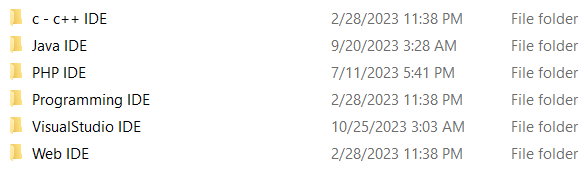 c - c++ IDE 2/28/2023 11:38 PM File folder
Java IDE 9/20/2023 3:28 AM File folder
PHP IDE 7/11/2023 5:41 PM File folder
Programming IDE 2/28/2023 11:38 PM File folder
VisualStudio IDE 10/25/2023 3:03 AM File folder
Web IDE 2/28/2023 11:38 PM File folder